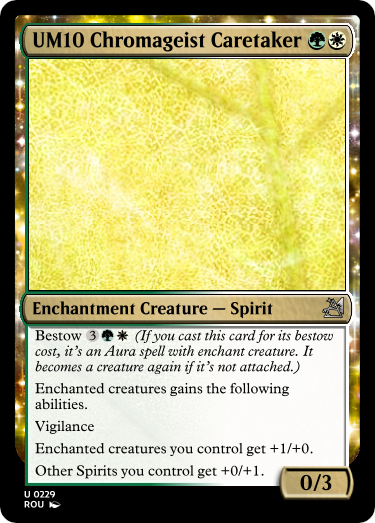 UM10 Chromageist Caretaker
Enchantment Creature — Spirit
Bestow 3 (If you cast this card for its bestow
cost, it's an Aura spell with enchant creature. It
becomes a creature again if it's not attached.)
Enchanted creatures gains the following
abilities.
Vigilance
Enchanted creatures you control get +1/+0.
Other Spirits you control get +0/+1.
0/3
U 0229
ROU